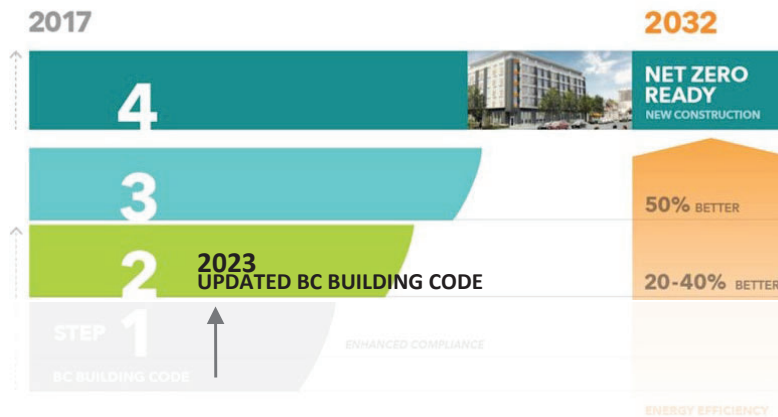 2017
2032
4
NET ZERO
READY
NEW CONSTRUCTION
3
50% BETTER
2
2023
UPDATED BC BUILDING CODE
20-40% BETTER
STEP 1
ENHANCED COMPLIANCE
BC BUILDING CODE
ENERGY EFFICIENCY